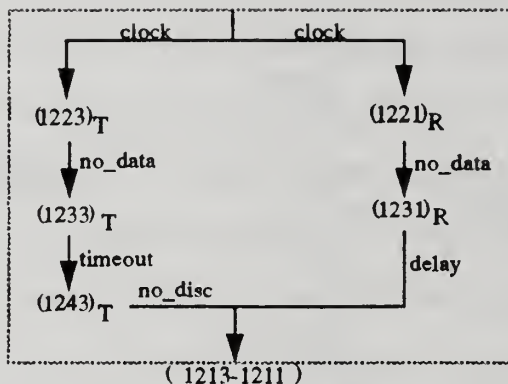 clock clock
(1223)T (1221)R
no_data no_data
(1233)T (1231)R
timeout delay
(1243)T no_disc
( 1213-1211 )